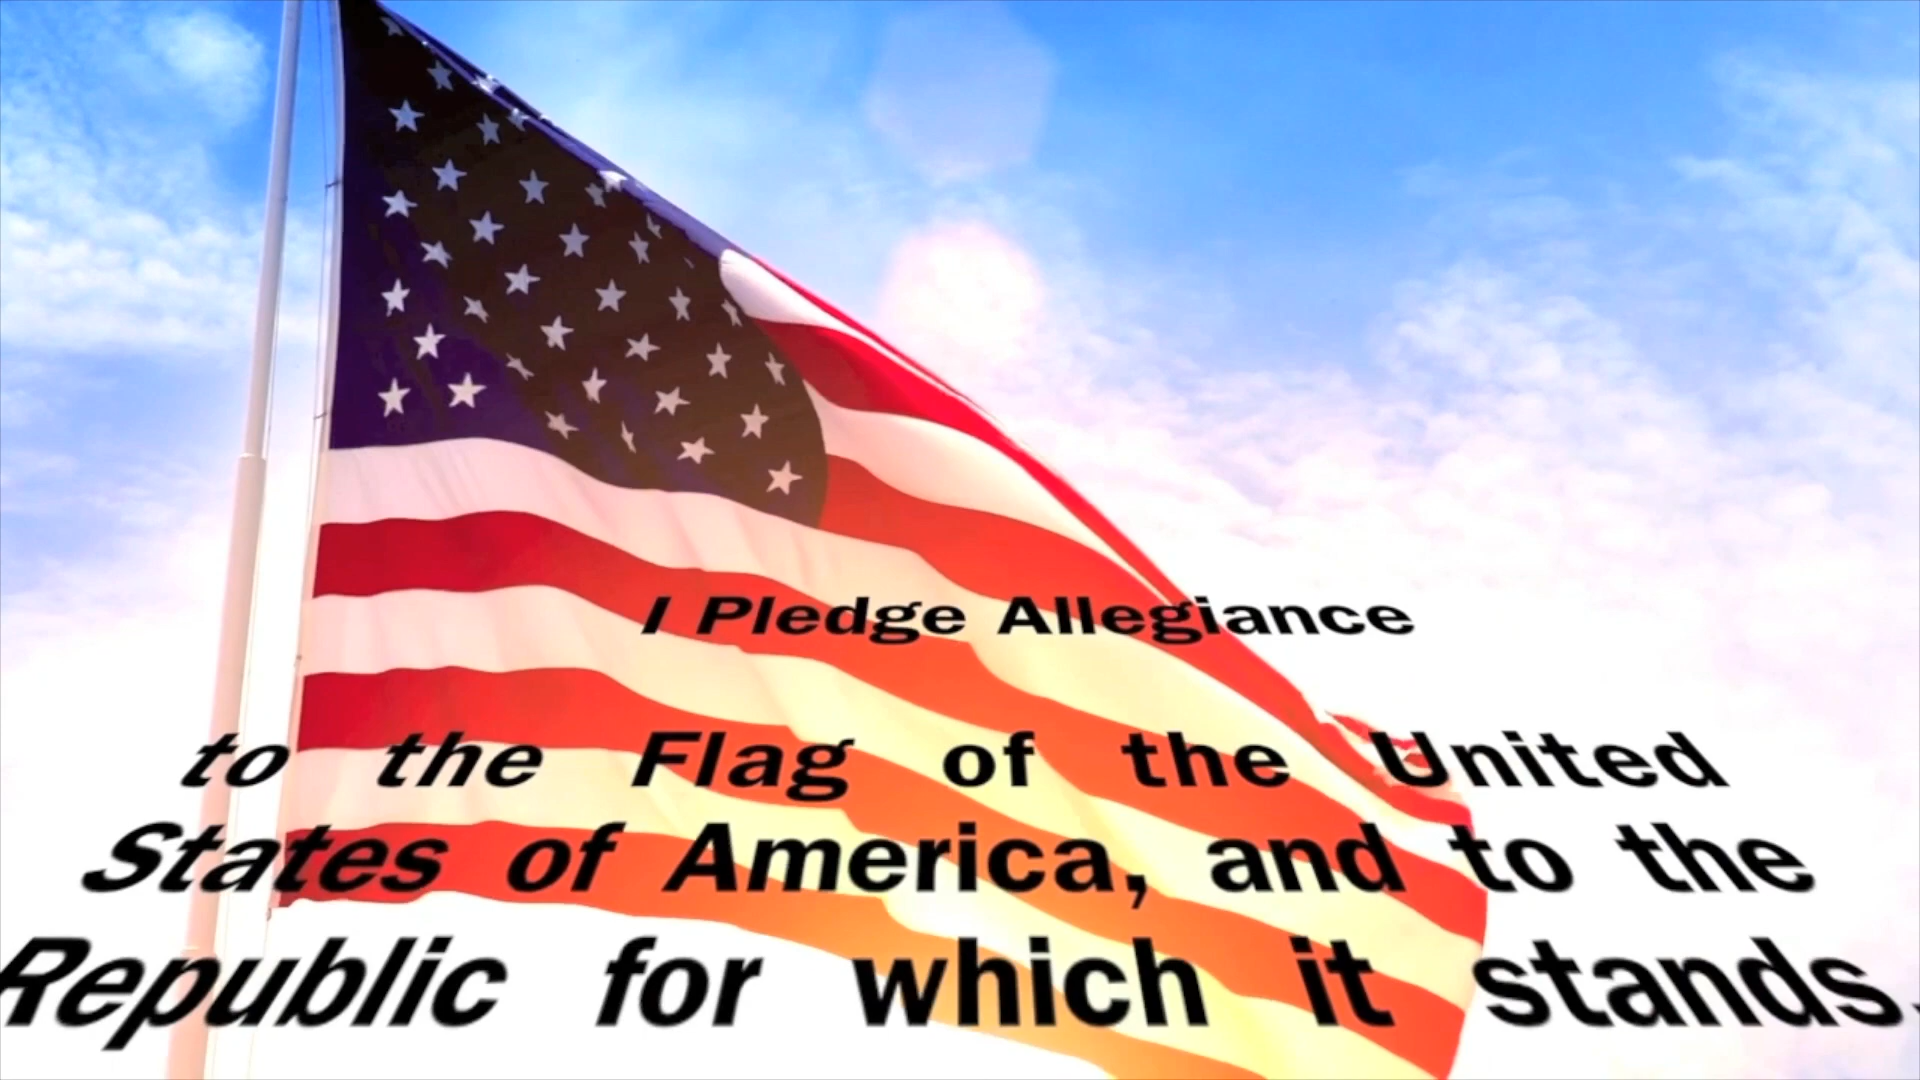 I Pledge Allegiance
to the Flag of the United
States of America, and to the
Republic for which it stands.